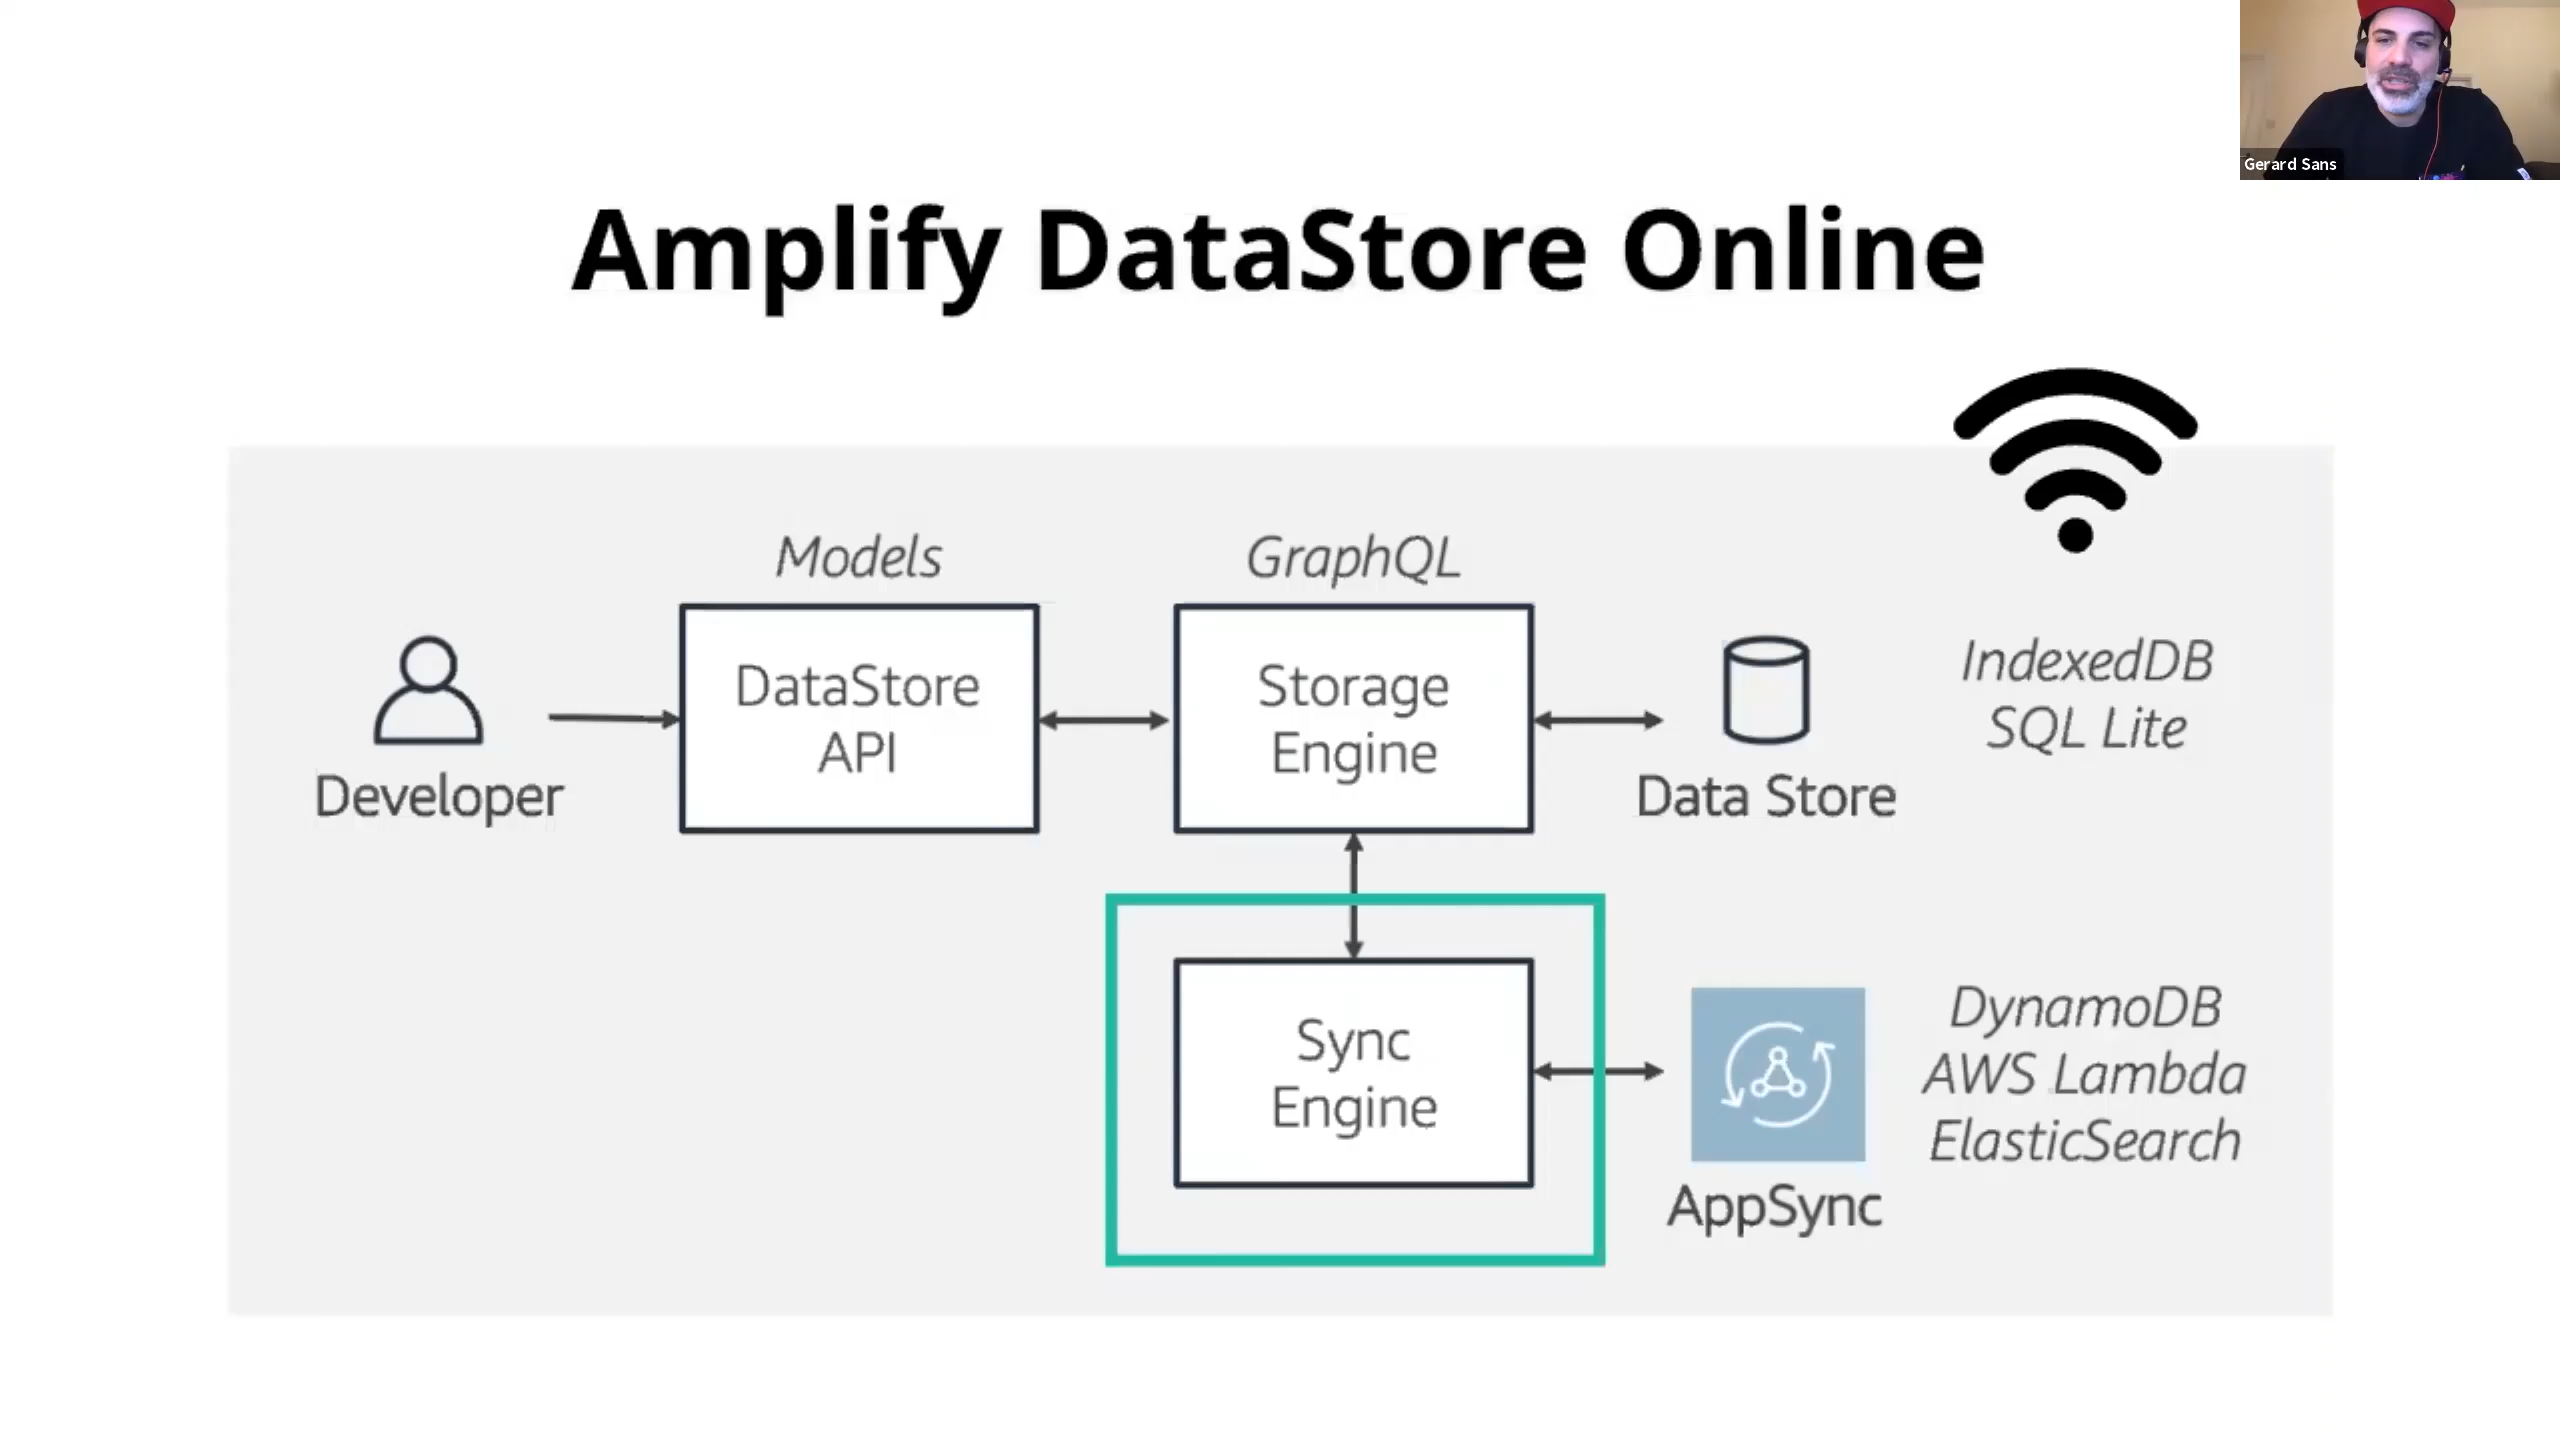 Gerard Sans
Amplify DataStore Online
Models
GraphQL
DataStore
API
Storage
Engine
IndexedDB
SQL Lite
Developer
Data Store
Sync
Engine
DynamoDB
AWS Lambda
ElasticSearch
AppSync